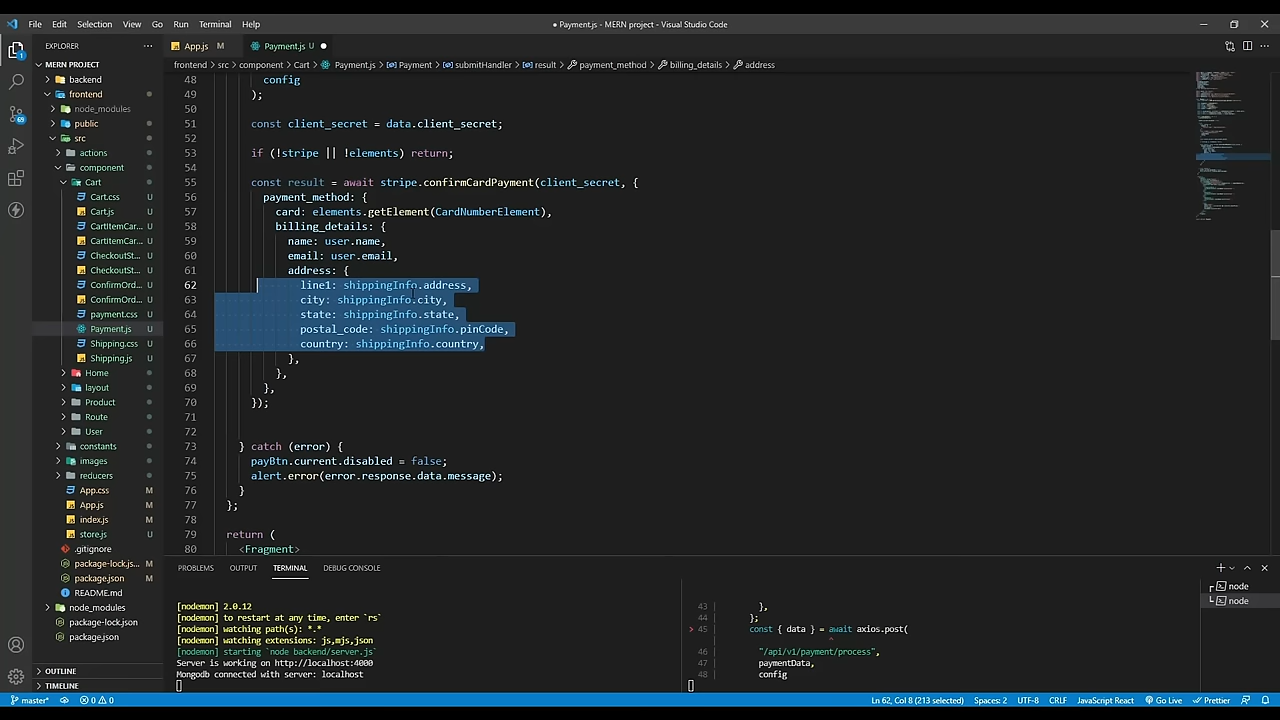 File Edit Selection View Go Run Terminal Help
● Payment.js - MERN project - Visual Studio Code
EXPLORER
App.js M
Payment.js U
MERN PROJECT
frontend > src > component > Cart > Payment.js > Payment > submitHandler > result > payment_method > billing_details > address
backend
frontend
node_modules
public
src
actions
component
Cart
Cart.css U
Cart.js U
CartItemCar... U
CartItemCar... U
CheckoutSt... U
CheckoutSt... U
ConfirmOrd... U
ConfirmOrd... U
payment.css U
Payment.js U
Shipping.css U
Shipping.js U
Home
layout
Product
Route
User
constants
images
reducers
App.css M
App.js M
index.js M
store.js U
.gitignore
package-lock.js... M
package.json M
README.md
node_modules
package-lock.json
package.json
OUTLINE
TIMELINE
48 config
49 );
50
51 const client_secret = data.client_secret;
52
53 if (!stripe || !elements) return;
54
55 const result = await stripe.confirmCardPayment(client_secret, {
56 payment_method: {
57 card: elements.getElement(CardNumberElement),
58 billing_details: {
59 name: user.name,
60 email: user.email,
61 address: {
62 line1: shippingInfo.address,
63 city: shippingInfo.city,
64 state: shippingInfo.state,
65 postal_code: shippingInfo.pinCode,
66 country: shippingInfo.country,
67 },
68 },
69 },
70 });
71
72
73 } catch (error) {
74 payBtn.current.disabled = false;
75 alert.error(error.response.data.message);
76 }
77 };
78
79 return (
80 <Fragment>
PROBLEMS OUTPUT TERMINAL DEBUG CONSOLE
[nodemon] 2.0.12
[nodemon] to restart at any time, enter `rs`
[nodemon] watching path(s): *.*
[nodemon] watching extensions: js,mjs,json
[nodemon] starting `node backend/server.js`
Server is working on http://localhost:4000
Mongodb connected with server: localhost
43 | },
44 | };
> 45 | const { data } = await axios.post(
| ^
46 | "/api/v1/payment/process",
47 | paymentData,
48 | config
node
node
master* 0 0
Ln 62, Col 8 (213 selected) Spaces: 2 UTF-8 CRLF JavaScript React Go Live Prettier